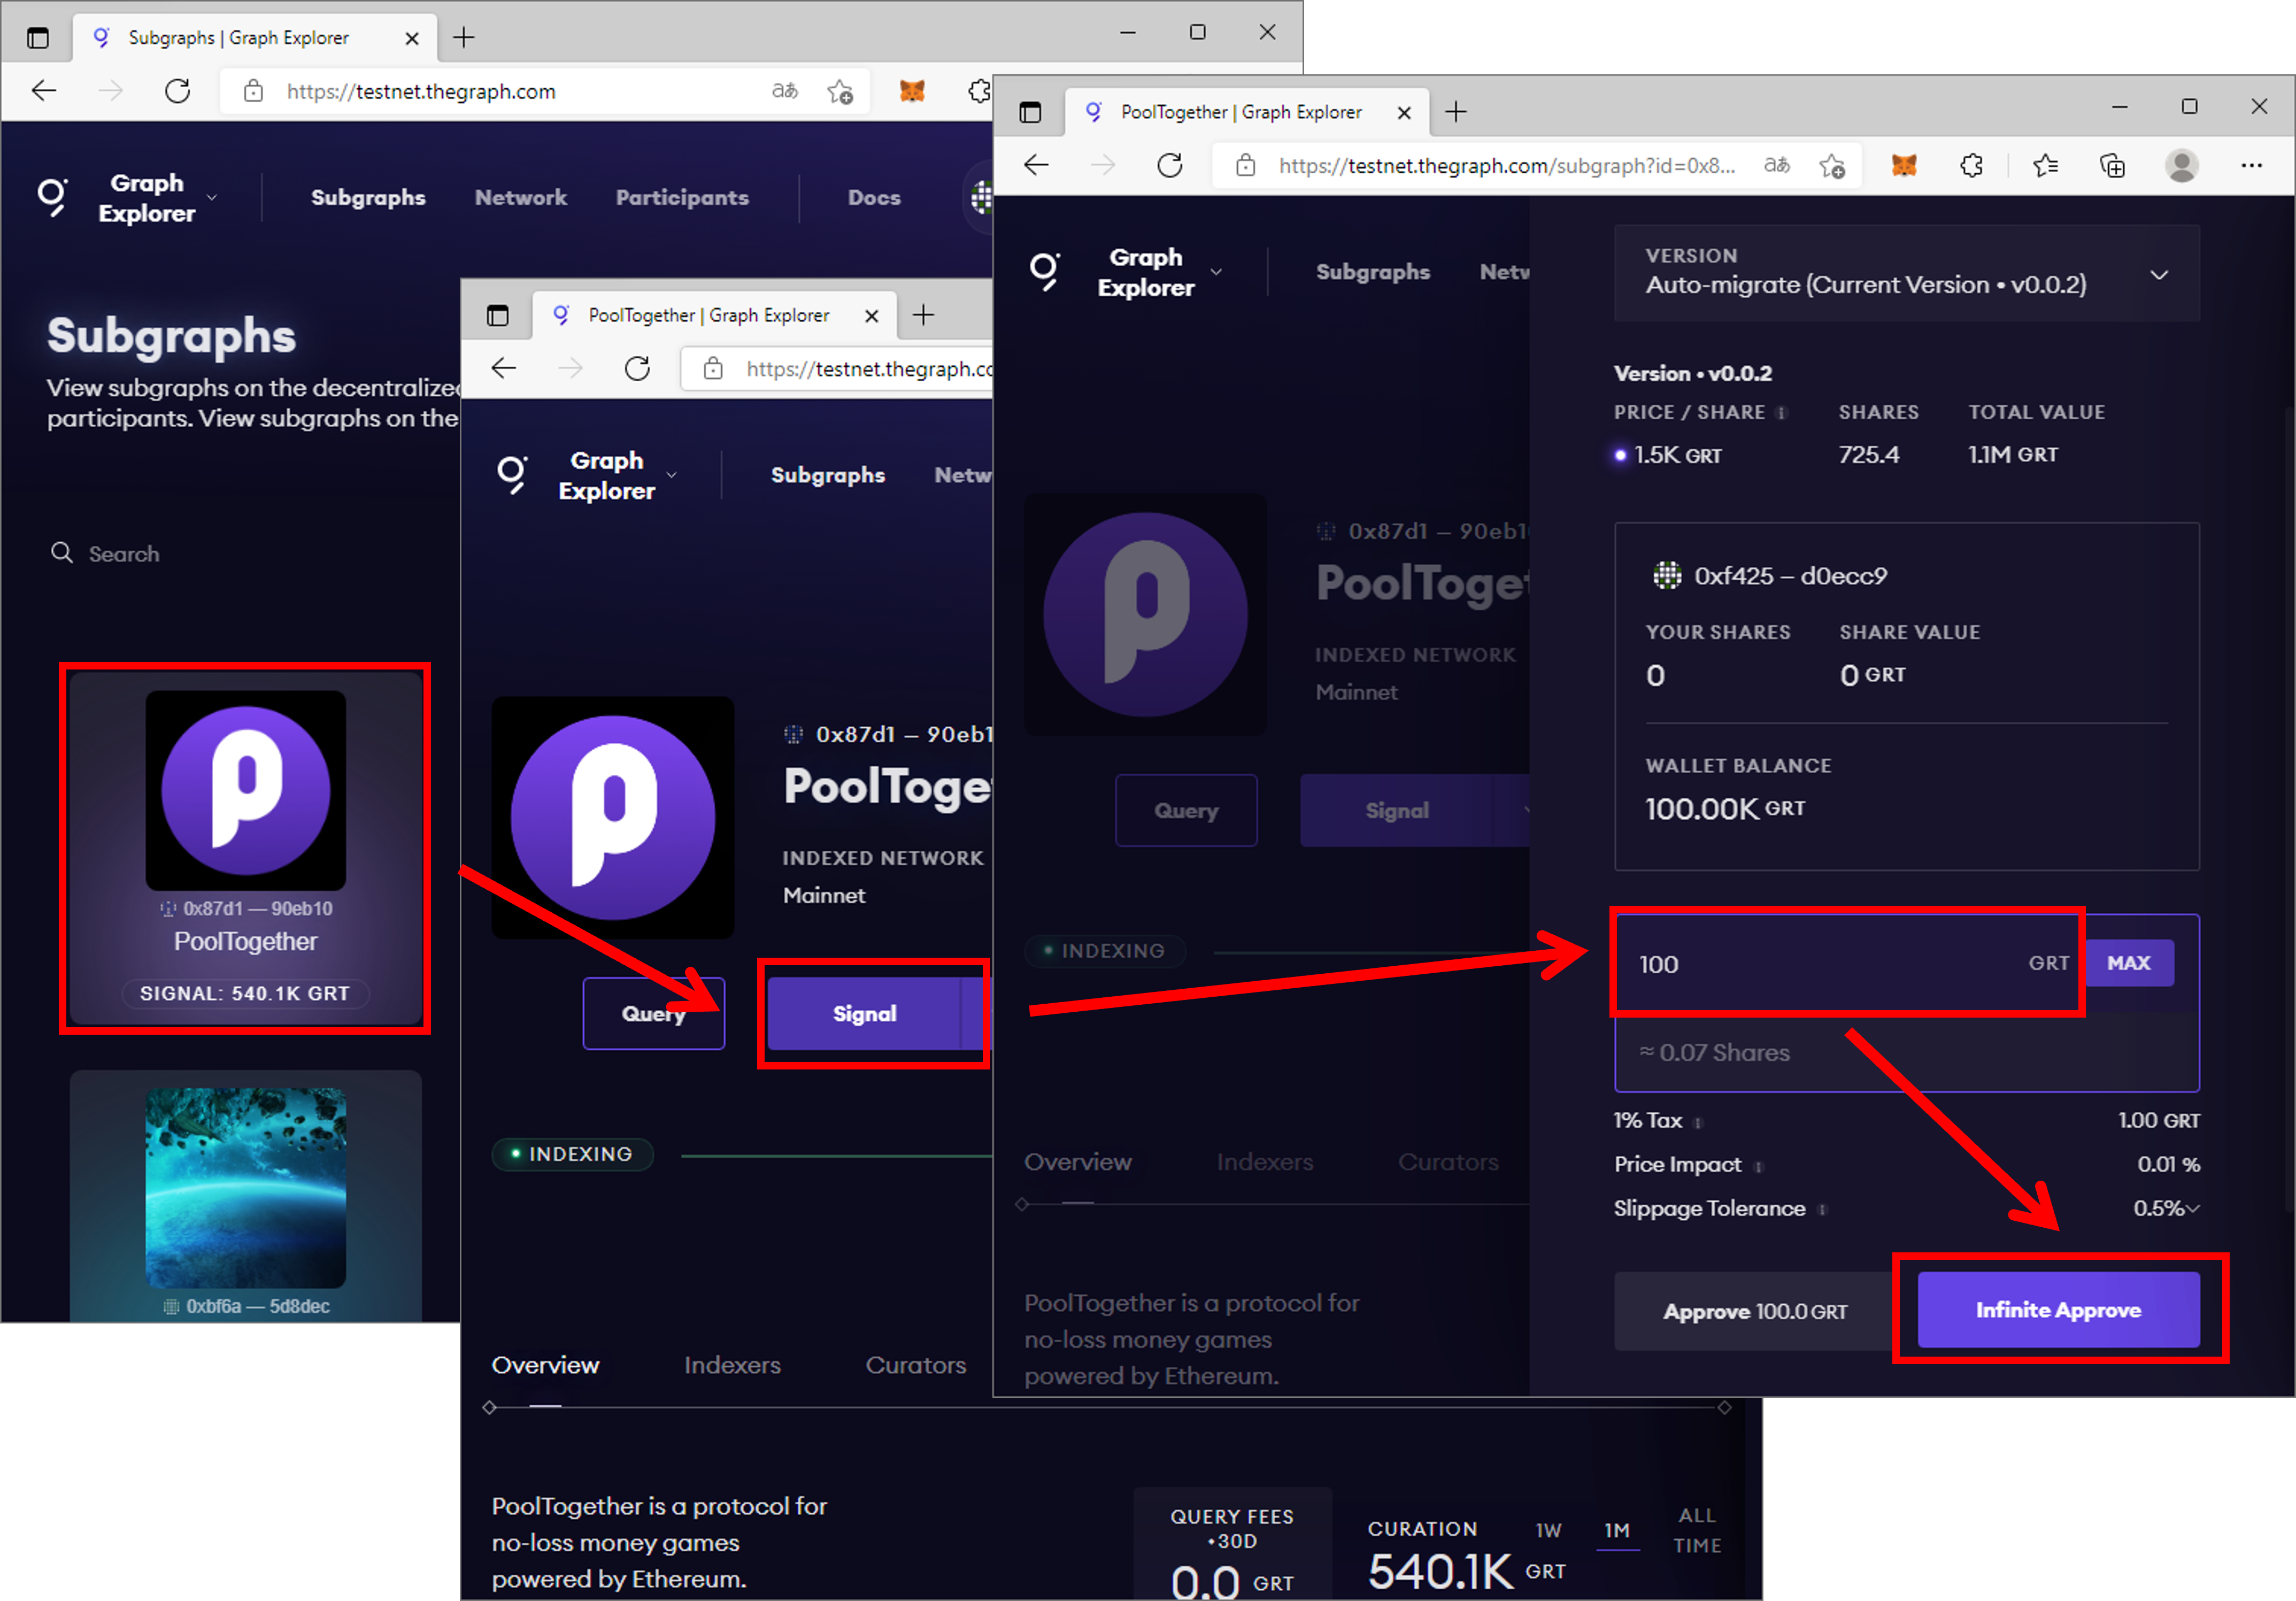 Subgraphs | Graph Explorer
https://testnet.thegraph.com
aあ
Graph
Explorer
Subgraphs
Network
Participants
Docs
Subgraphs
View subgraphs on the decentralized
participants. View subgraphs on the
Search
0x87d1 — 90eb10
PoolTogether
SIGNAL: 540.1K GRT
0xbf6a — 5d8dec
PoolTogether | Graph Explorer
https://testnet.thegraph.co
Graph
Explorer
Subgraphs
Netw
0x87d1 — 90eb1
PoolToge
INDEXED NETWORK
Mainnet
Query
Signal
INDEXING
Overview
Indexers
Curators
PoolTogether is a protocol for
no-loss money games
powered by Ethereum.
QUERY FEES
•30D
0.0 GRT
CURATION
1W
1M
ALL
TIME
540.1K GRT
PoolTogether | Graph Explorer
https://testnet.thegraph.com/subgraph?id=0x8...
aあ
Graph
Explorer
Subgraphs
Netw
0x87d1 — 90eb1
PoolToget
INDEXED NETWORK
Mainnet
Query
Signal
INDEXING
Overview
Indexers
Curators
PoolTogether is a protocol for
no-loss money games
powered by Ethereum.
VERSION
Auto-migrate (Current Version • v0.0.2)
Version • v0.0.2
PRICE / SHARE
SHARES
TOTAL VALUE
1.5K GRT
725.4
1.1M GRT
0xf425 – d0ecc9
YOUR SHARES
SHARE VALUE
0
0 GRT
WALLET BALANCE
100.00K GRT
100
GRT
MAX
≈ 0.07 Shares
1% Tax
1.00 GRT
Price Impact
0.01 %
Slippage Tolerance
0.5%
Approve 100.0 GRT
Infinite Approve